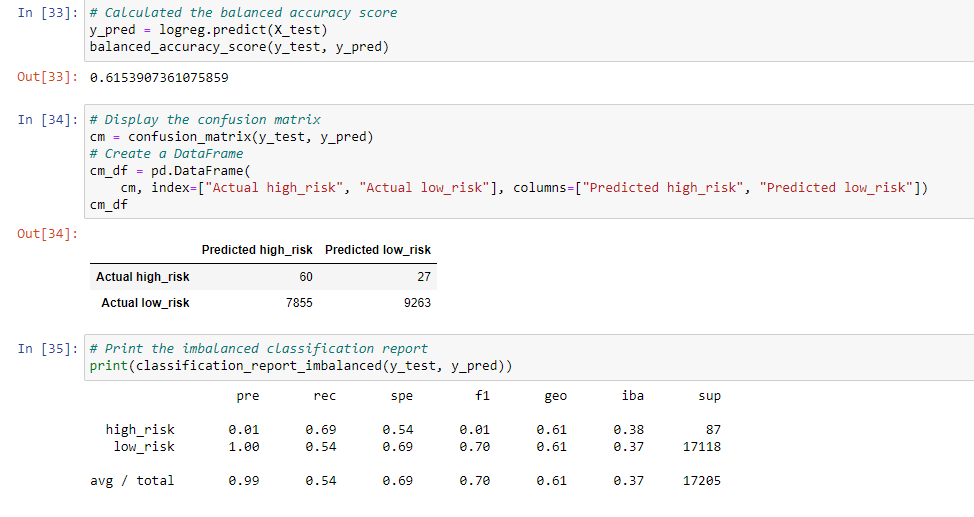 In [33]: # Calculated the balanced accuracy score
y_pred = logreg.predict(X_test)
balanced_accuracy_score(y_test, y_pred)
Out[33]: 0.6153907361075859
In [34]: # Display the confusion matrix
cm = confusion_matrix(y_test, y_pred)
# Create a DataFrame
cm_df = pd.DataFrame(
cm, index=["Actual high_risk", "Actual low_risk"], columns=["Predicted high_risk", "Predicted low_risk"])
cm_df
Out[34]:
Predicted high_risk Predicted low_risk
Actual high_risk 60 27
Actual low_risk 7855 9263
In [35]: # Print the imbalanced classification report
print(classification_report_imbalanced(y_test, y_pred))
pre rec spe f1 geo iba sup
high_risk 0.01 0.69 0.54 0.01 0.61 0.38 87
low_risk 1.00 0.54 0.69 0.70 0.61 0.37 17118
avg / total 0.99 0.54 0.69 0.70 0.61 0.37 17205